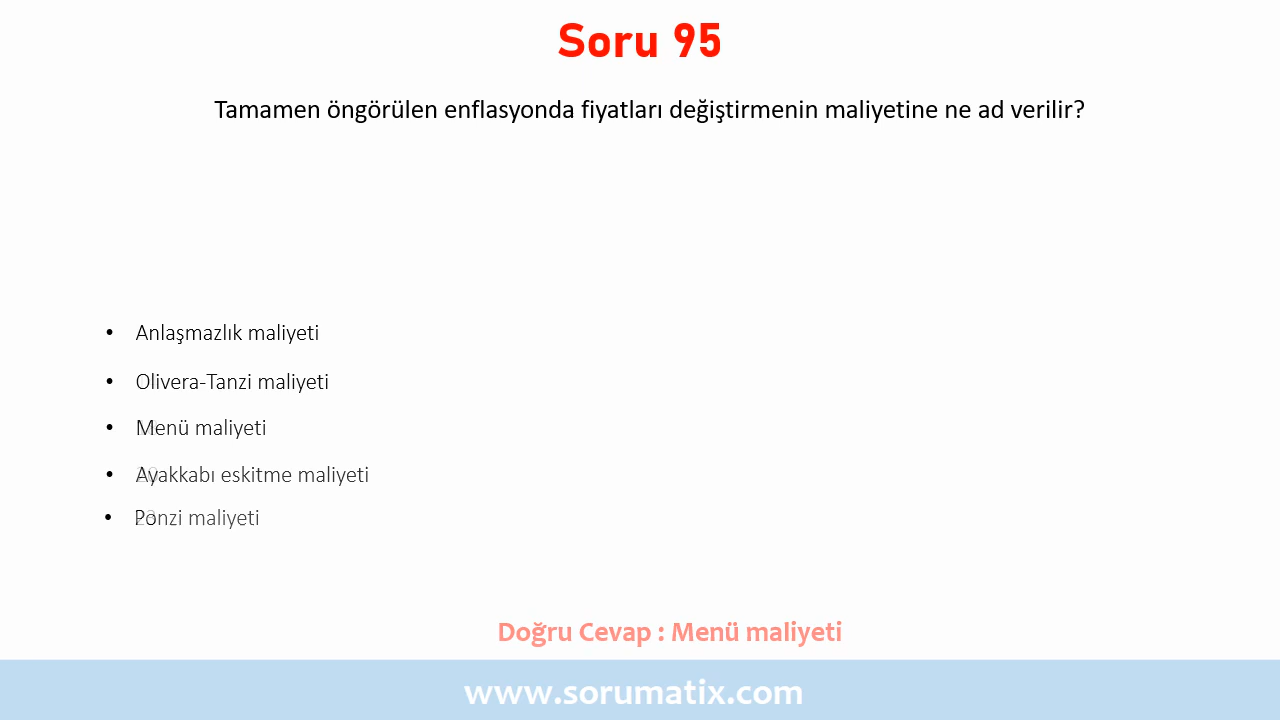 Soru 95
Tamamen öngörülen enflasyonda fiyatları değiştirmenin maliyetine ne ad verilir?
• Anlaşmazlık maliyeti
• Olivera-Tanzi maliyeti
• Menü maliyeti
• Ayakkabı eskitme maliyeti
• Ponzi maliyeti
Doğru Cevap : Menü maliyeti
www.sorumatix.com